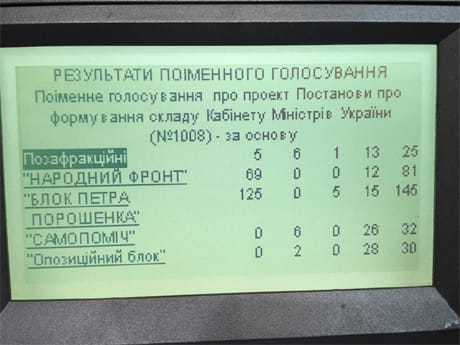 РЕЗУЛЬТАТИ ПОІМЕННОГО ГОЛОСУВАННЯ
Поіменне голосування про проект Постанови про
формування складу Кабінету Міністрів України
(№1008) - за основу
Позафракційні 5 6 1 13 25
"НАРОДНИЙ ФРОНТ" 69 0 0 12 81
"БЛОК ПЕТРА 125 0 5 15 145
ПОРОШЕНКА"
"САМОПОМІЧ" 0 6 0 26 32
"Опозиційний блок" 0 2 0 28 30